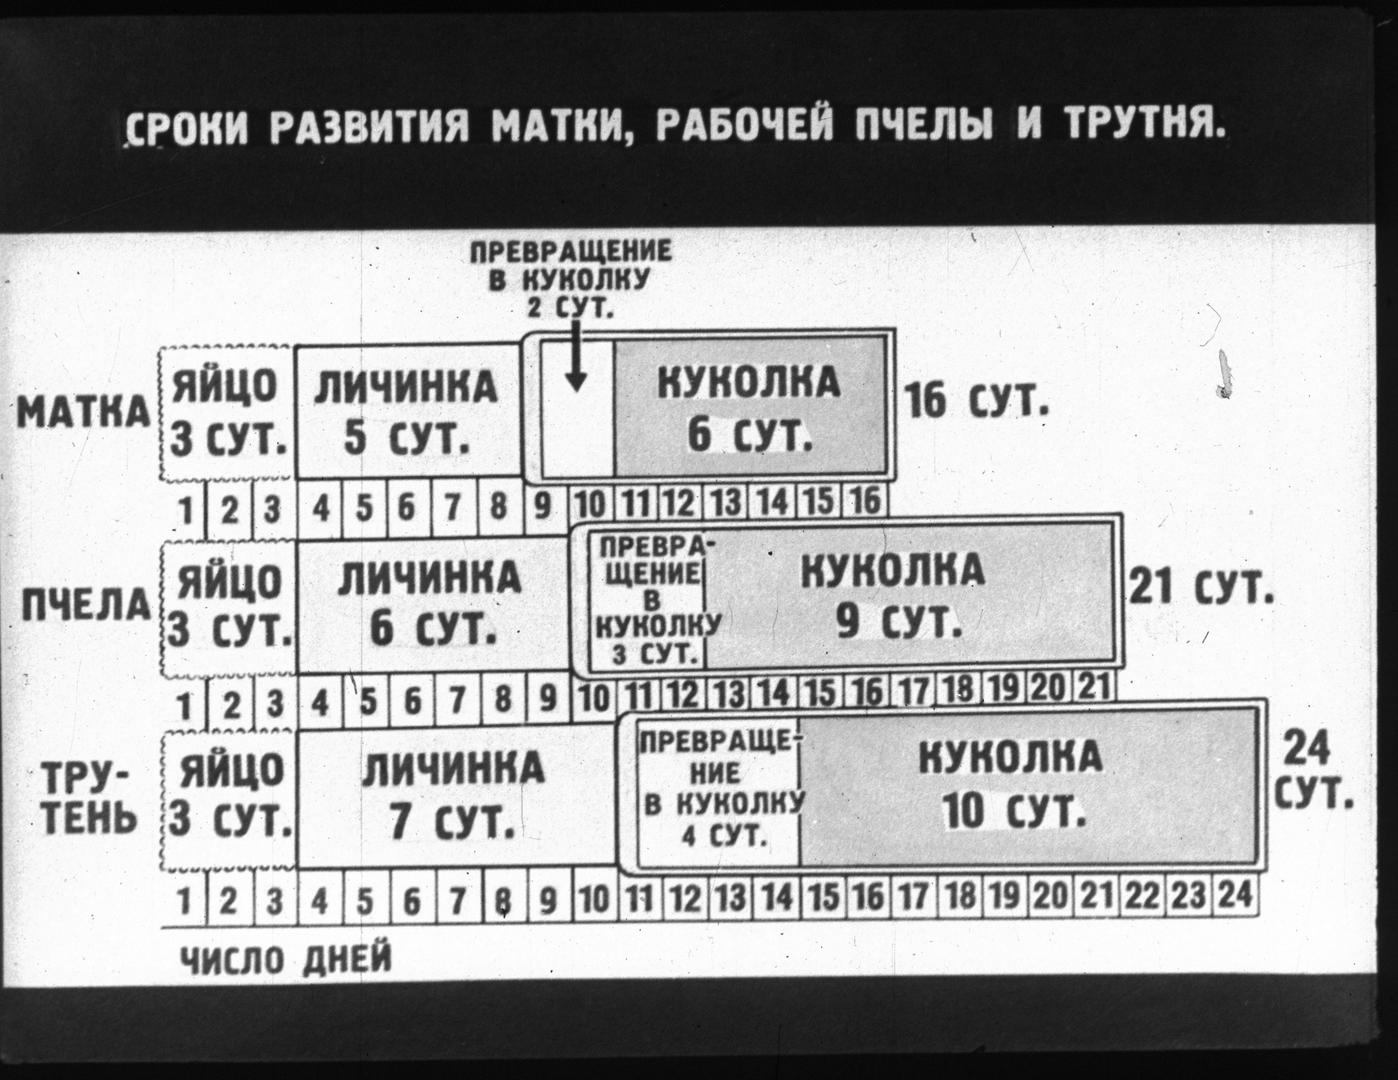 СРОКИ РАЗВИТИЯ МАТКИ, РАБОЧЕЙ ПЧЕЛЫ И ТРУТНЯ.
ПРЕВРАЩЕНИЕ
В КУКОЛКУ
2 СУТ.
МАТКА
ЯЙЦО
3 СУТ.
ЛИЧИНКА
5 СУТ.
КУКОЛКА
6 СУТ.
16 СУТ.
1 2 3 4 5 6 7 8 9 10 11 12 13 14 15 16
ПЧЕЛА
ЯЙЦО
3 СУТ.
ЛИЧИНКА
6 СУТ.
ПРЕВРА-
ЩЕНИЕ
В
КУКОЛКУ
3 СУТ.
КУКОЛКА
9 СУТ.
21 СУТ.
1 2 3 4 5 6 7 8 9 10 11 12 13 14 15 16 17 18 19 20 21
ТРУ-
ТЕНЬ
ЯЙЦО
3 СУТ.
ЛИЧИНКА
7 СУТ.
ПРЕВРАЩЕ-
НИЕ
В КУКОЛКУ
4 СУТ.
КУКОЛКА
10 СУТ.
24
СУТ.
1 2 3 4 5 6 7 8 9 10 11 12 13 14 15 16 17 18 19 20 21 22 23 24
ЧИСЛО ДНЕЙ